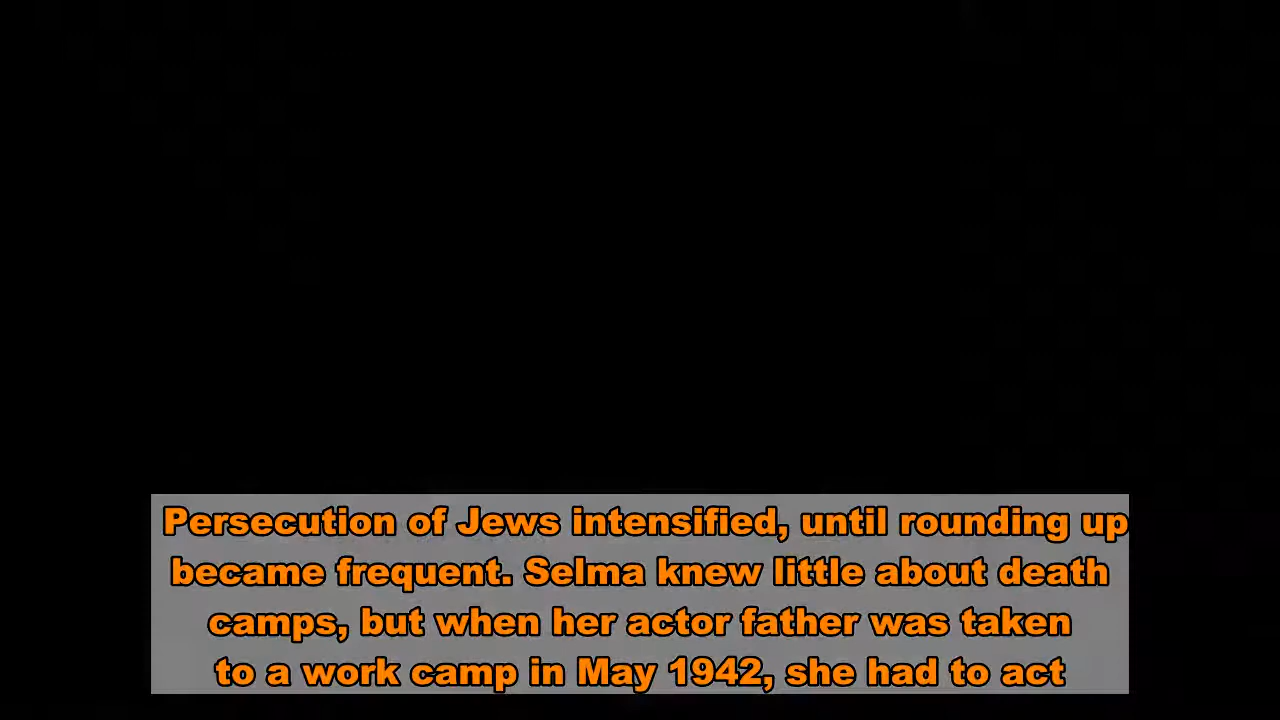 Persecution of Jews intensified, until rounding up
became frequent. Selma knew little about death
camps, but when her actor father was taken
to a work camp in May 1942, she had to act